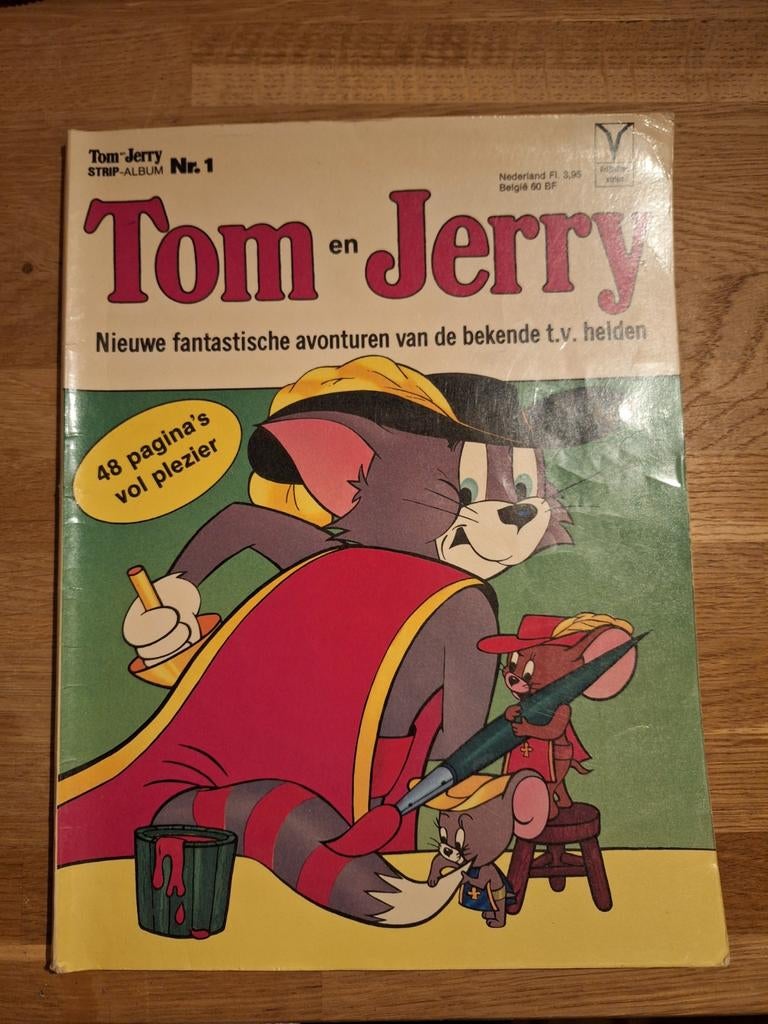 Tom en Jerry
STRIP-ALBUM Nr. 1
Nederland Fl. 3,95
België 60 BF
Tom en Jerry
Nieuwe fantastische avonturen van de bekende t.v. helden
48 pagina's
vol plezier